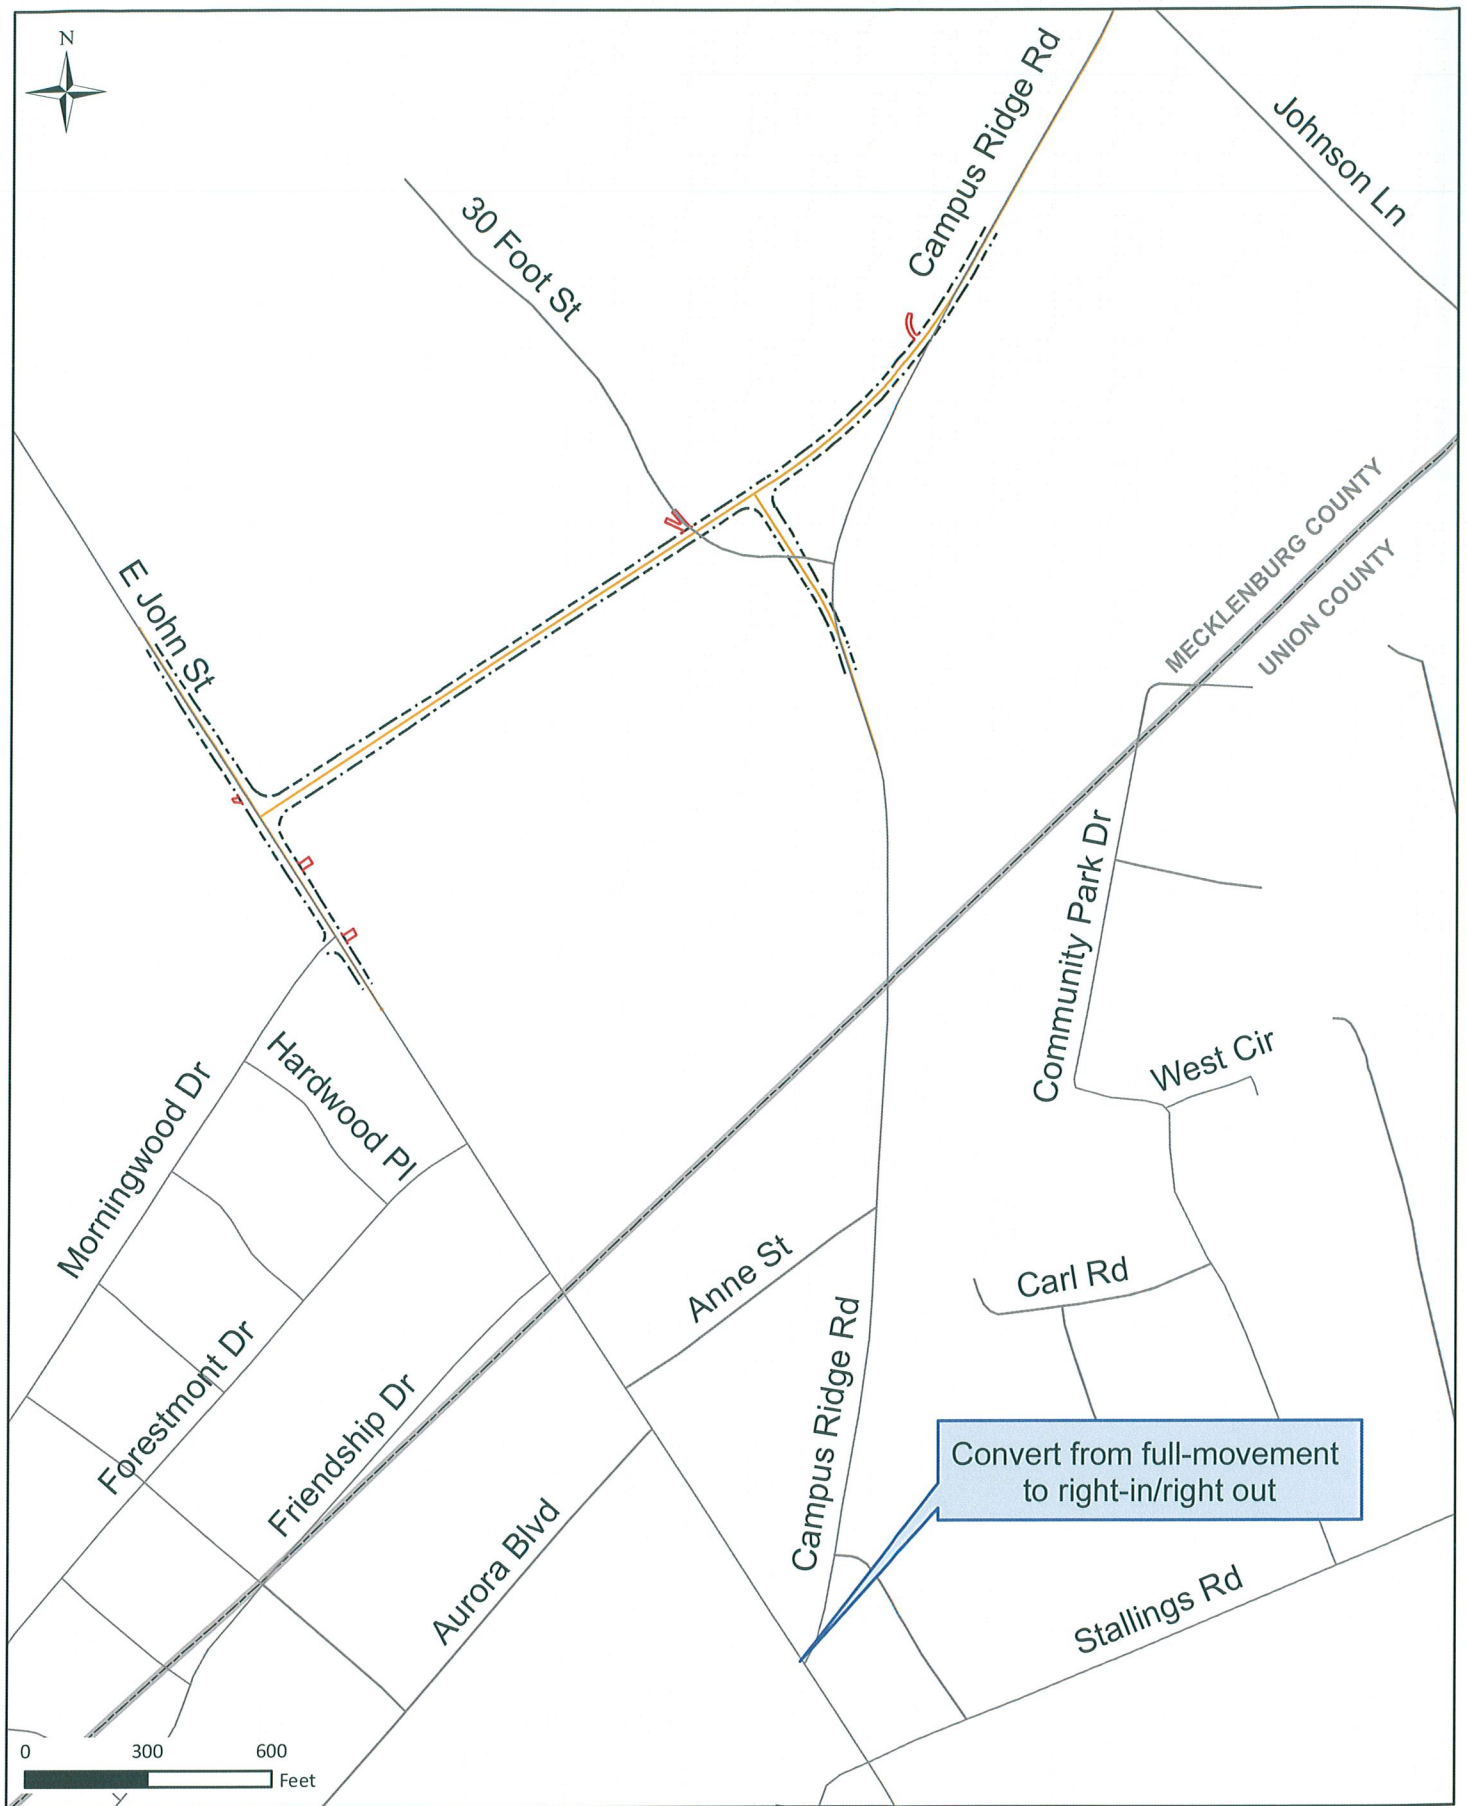 N
Campus Ridge Rd
Johnson Ln
30 Foot St
MECKLENBURG COUNTY
UNION COUNTY
E John St
Community Park Dr
West Cir
Hardwood Pl
Morningwood Dr
Anne St
Carl Rd
Campus Ridge Rd
Forestmont Dr
Friendship Dr
Convert from full-movement
to right-in/right out
Aurora Blvd
Stallings Rd
0 300 600
Feet